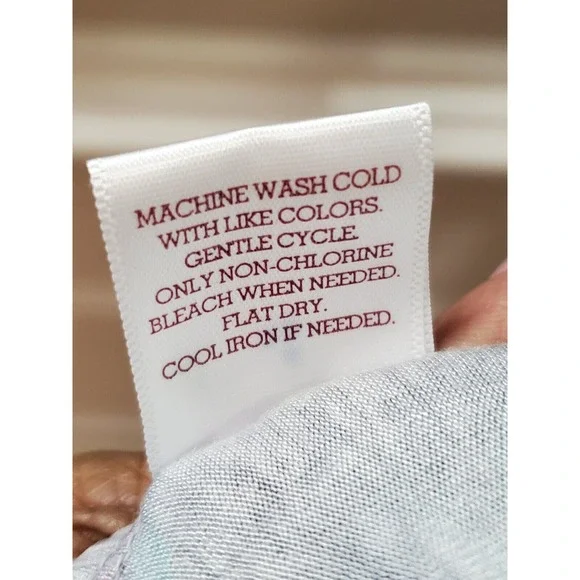 MACHINE WASH COLD
WITH LIKE COLORS.
GENTLE CYCLE.
ONLY NON-CHLORINE
BLEACH WHEN NEEDED.
FLAT DRY.
COOL IRON IF NEEDED.